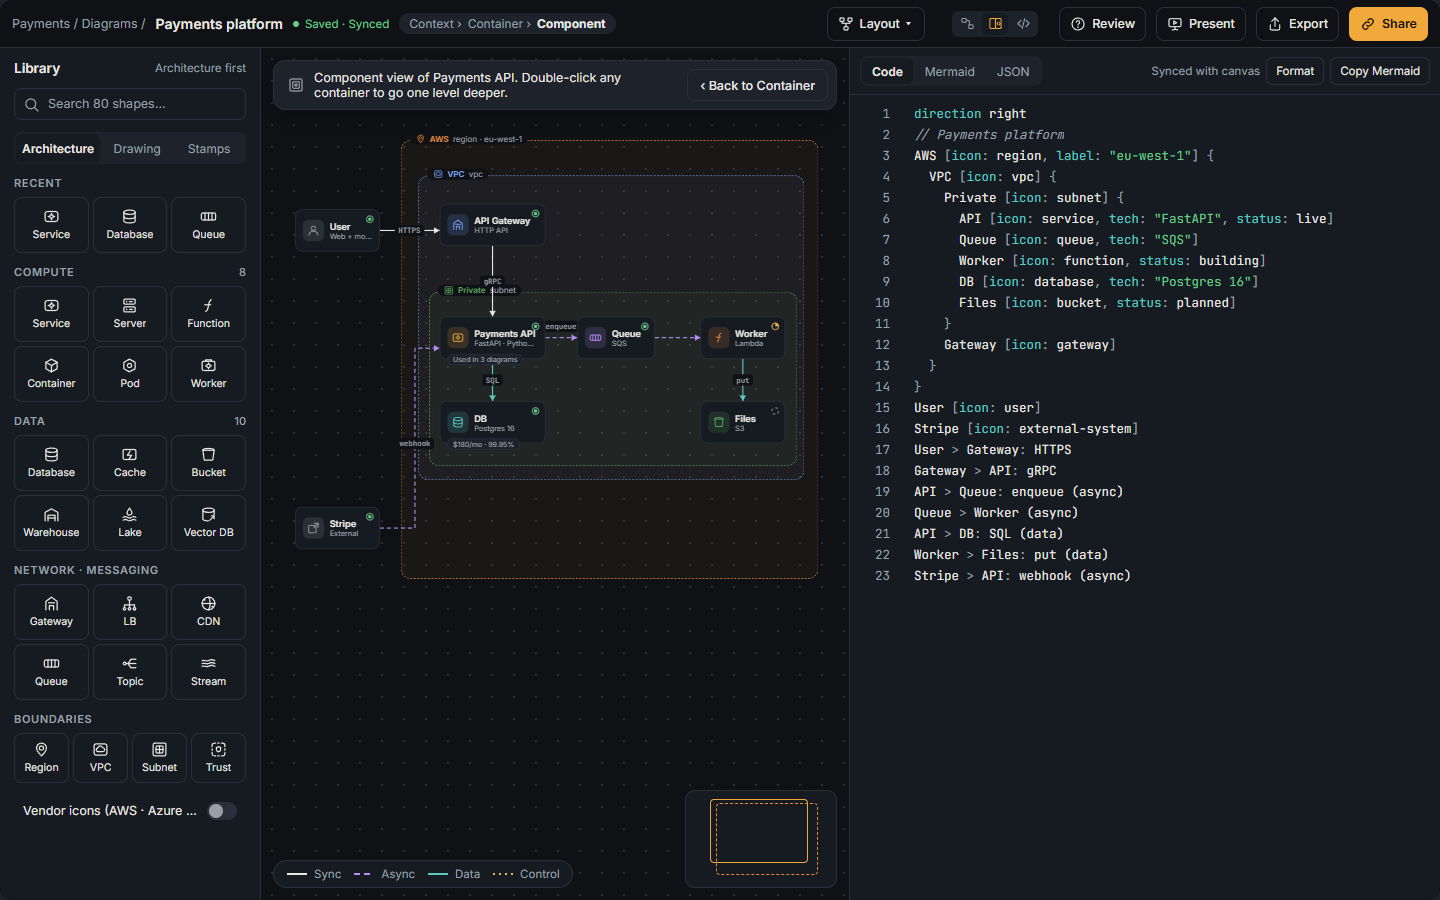 Payments / Diagrams / Payments platform Saved · Synced Context › Container › Component Layout Review Present Export Share
Library Architecture first
Search 80 shapes...
Architecture Drawing Stamps
RECENT
Service Database Queue
COMPUTE 8
Service Server Function
Container Pod Worker
DATA 10
Database Cache Bucket
Warehouse Lake Vector DB
NETWORK · MESSAGING
Gateway LB CDN
Queue Topic Stream
BOUNDARIES
Region VPC Subnet Trust
Vendor icons (AWS · Azure ...
Component view of Payments API. Double-click any
container to go one level deeper.
‹ Back to Container
AWS region · eu-west-1
VPC vpc
User
Web + mo...
HTTPS
API Gateway
HTTP API
gRPC
Private subnet
Payments API
FastAPI · Pytho...
Used in 3 diagrams
enqueue
Queue
SQS
Worker
Lambda
SQL
put
DB
Postgres 16
$180/mo · 99.95%
Files
S3
webhook
Stripe
External
Sync Async Data Control
Code Mermaid JSON Synced with canvas Format Copy Mermaid
1 direction right
2 // Payments platform
3 AWS [icon: region, label: "eu-west-1"] {
4 VPC [icon: vpc] {
5 Private [icon: subnet] {
6 API [icon: service, tech: "FastAPI", status: live]
7 Queue [icon: queue, tech: "SQS"]
8 Worker [icon: function, status: building]
9 DB [icon: database, tech: "Postgres 16"]
10 Files [icon: bucket, status: planned]
11 }
12 Gateway [icon: gateway]
13 }
14 }
15 User [icon: user]
16 Stripe [icon: external-system]
17 User > Gateway: HTTPS
18 Gateway > API: gRPC
19 API > Queue: enqueue (async)
20 Queue > Worker (async)
21 API > DB: SQL (data)
22 Worker > Files: put (data)
23 Stripe > API: webhook (async)